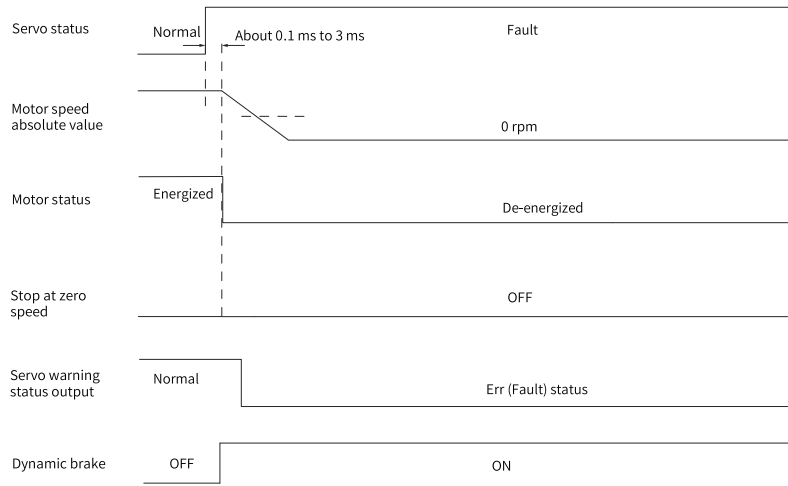 Servo status
Normal
About 0.1 ms to 3 ms
Fault
Motor speed
absolute value
0 rpm
Motor status
Energized
De-energized
Stop at zero
speed
OFF
Servo warning
status output
Normal
Err (Fault) status
Dynamic brake
OFF
ON